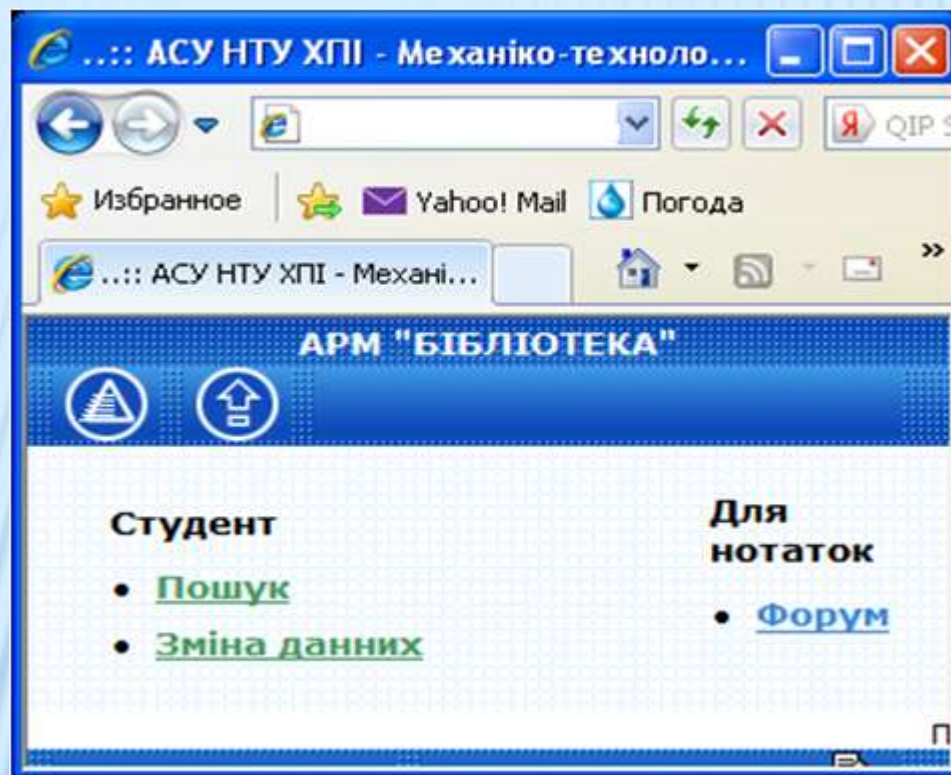 ..:: АСУ НТУ ХПІ - Механіко-техноло...
QIP S
Избранное Yahoo! Mail Погода
..:: АСУ НТУ ХПІ - Механі... »
АРМ "БІБЛІОТЕКА"
Студент
• Пошук
• Зміна данних
Для
нотаток
• Форум
П